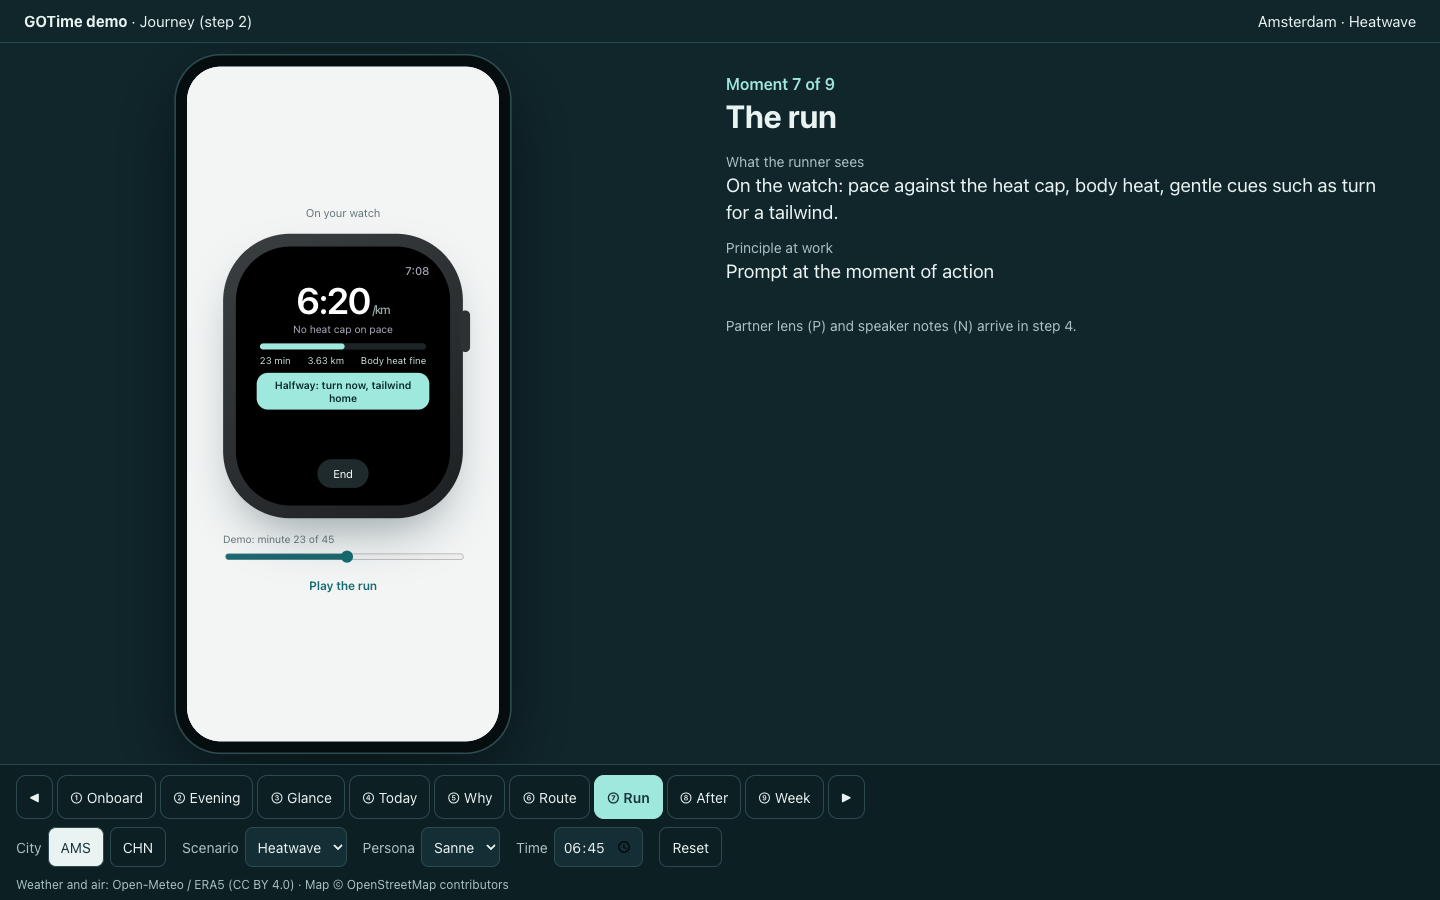 GOTime demo · Journey (step 2)
Amsterdam · Heatwave
On your watch
7:08
6:20 /km
No heat cap on pace
23 min 3.63 km Body heat fine
Halfway: turn now, tailwind
home
End
Demo: minute 23 of 45
Play the run
Moment 7 of 9
The run
What the runner sees
On the watch: pace against the heat cap, body heat, gentle cues such as turn
for a tailwind.
Principle at work
Prompt at the moment of action
Partner lens (P) and speaker notes (N) arrive in step 4.
◄ ① Onboard ② Evening ③ Glance ④ Today ⑤ Why ⑥ Route ⑦ Run ⑧ After ⑨ Week ►
City AMS CHN Scenario Heatwave Persona Sanne Time 06:45 Reset
Weather and air: Open-Meteo / ERA5 (CC BY 4.0) · Map © OpenStreetMap contributors